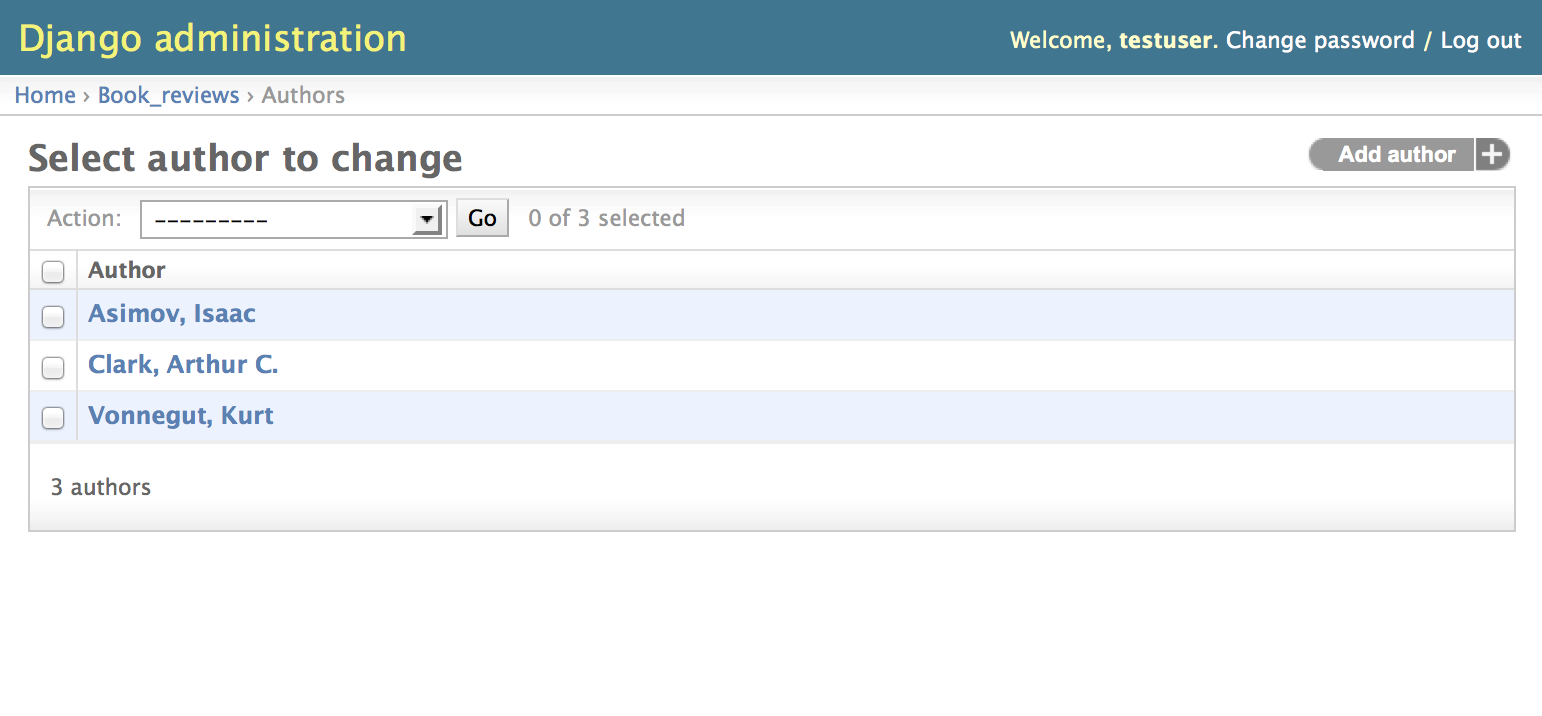 Django administration
Welcome, testuser. Change password / Log out
Home › Book_reviews › Authors
Select author to change
Add author +
Action: --------- Go 0 of 3 selected
Author
Asimov, Isaac
Clark, Arthur C.
Vonnegut, Kurt
3 authors